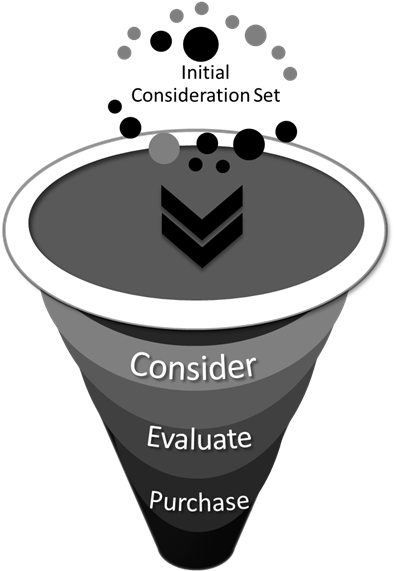 Initial
Consideration Set
Consider
Evaluate
Purchase